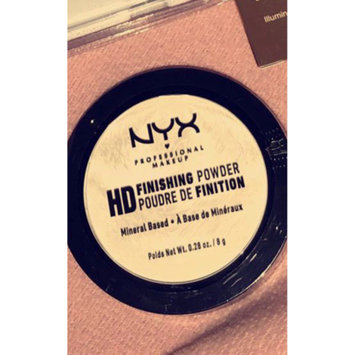 Illumin
NYX
PROFESSIONAL
MAKEUP
HD FINISHING POWDER
POUDRE DE FINITION
Mineral Based • À Base de Minéraux
Poids Net Wt. 0.28 oz. / 8 g